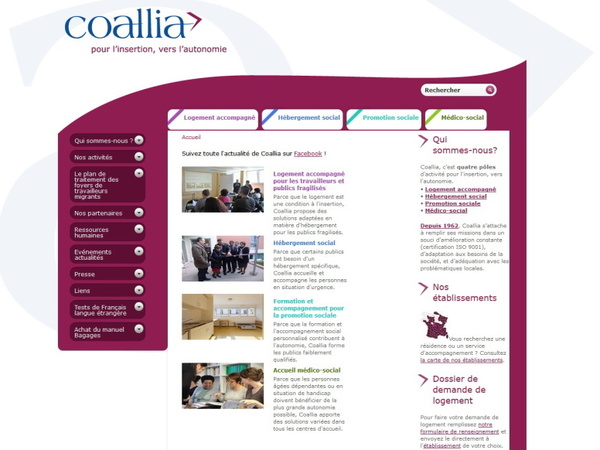 coallia
pour l'insertion, vers l'autonomie
Rechercher
Logement accompagné
Hébergement social
Promotion sociale
Médico-social
Qui sommes-nous ?
Nos activités
Le plan de
traitement des
foyers de
travailleurs
migrants
Nos partenaires
Ressources
humaines
Evénements
actualités
Presse
Liens
Tests de Français
langue étrangère
Achat du manuel
Bagages
Accueil
Suivez toute l'actualité de Coallia sur Facebook !
Logement accompagné
pour les travailleurs et
publics fragilisés
Parce que le logement est
une condition à l'insertion,
Coallia propose des
solutions adaptées en
matière d'hébergement
pour les publics fragilisés.
Hébergement social
Parce que certains publics
ont besoin d'un
hébergement spécifique,
Coallia accueille et
accompagne les personnes
en situation d'urgence.
Formation et
accompagnement pour
la promotion sociale
Parce que la formation et
l'accompagnement social
personnalisé contribuent à
l'autonomie, Coallia forme
les publics faiblement
qualifiés.
Accueil médico-social
Parce que les personnes
âgées dépendantes ou en
situation de handicap
doivent bénéficier de la
plus grande autonomie
possible, Coallia apporte
des solutions variées dans
tous les centres d'accueil.
Qui
sommes-nous?
Coallia, c'est quatre pôles
d'activité pour l'insertion, vers
l'autonomie.
• Logement accompagné
• Hébergement social
• Promotion sociale
• Médico-social
Depuis 1962, Coallia s'attache
à remplir ses missions dans un
souci d'amélioration constante
(certification ISO 9001),
d'adaptation aux besoins de la
société, et d'adéquation avec les
problématiques locales.
Nos
établissements
Vous recherchez une
résidence ou un service
d'accompagnement ? Consultez
la carte de nos établissements.
Dossier de
demande de
logement
Pour faire votre demande de
logement remplissez notre
formulaire de renseignement et
envoyez le directement à
l'établissement de votre choix.